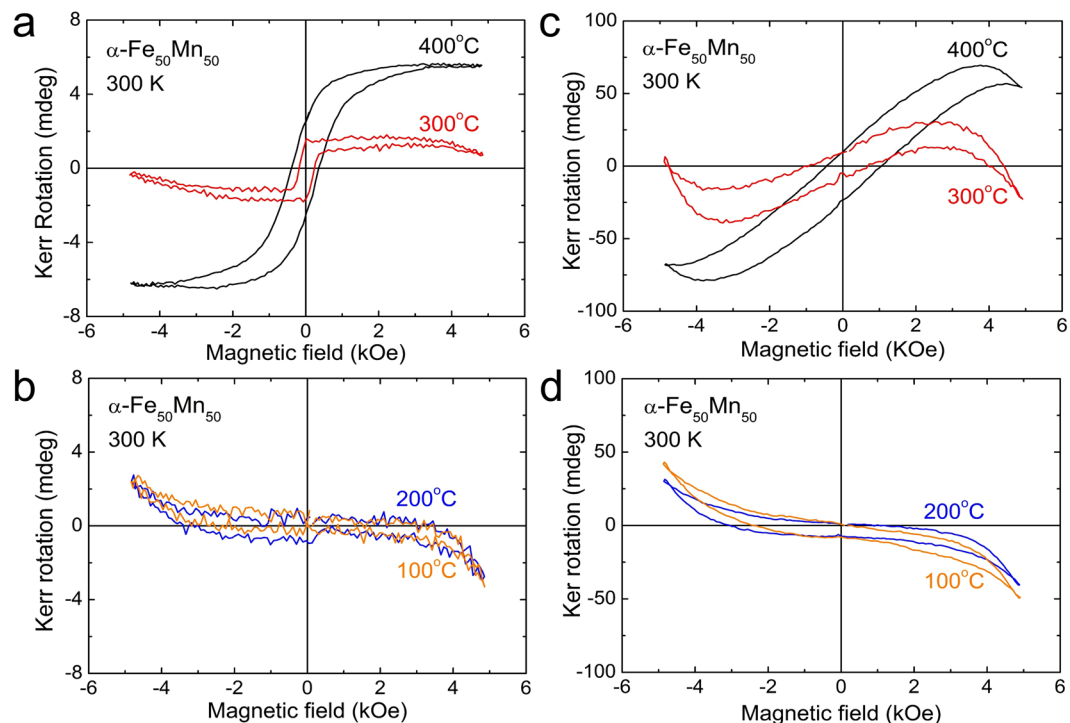 a
α-Fe50Mn50
300 K
400°C
300°C
Kerr Rotation (mdeg)
8
4
0
-4
-8
-6
-4
-2
0
2
4
6
Magnetic field (kOe)
c
α-Fe50Mn50
300 K
400°C
300°C
Kerr rotation (mdeg)
100
50
0
-50
-100
-6
-4
-2
0
2
4
6
Magnetic field (KOe)
b
α-Fe50Mn50
300 K
200°C
100°C
Kerr rotation (mdeg)
8
4
0
-4
-8
-6
-4
-2
0
2
4
6
Magnetic field (kOe)
d
α-Fe50Mn50
300 K
200°C
100°C
Ker rotation (mdeg)
100
50
0
-50
-100
-6
-4
-2
0
2
4
6
Magnetic field (kOe)